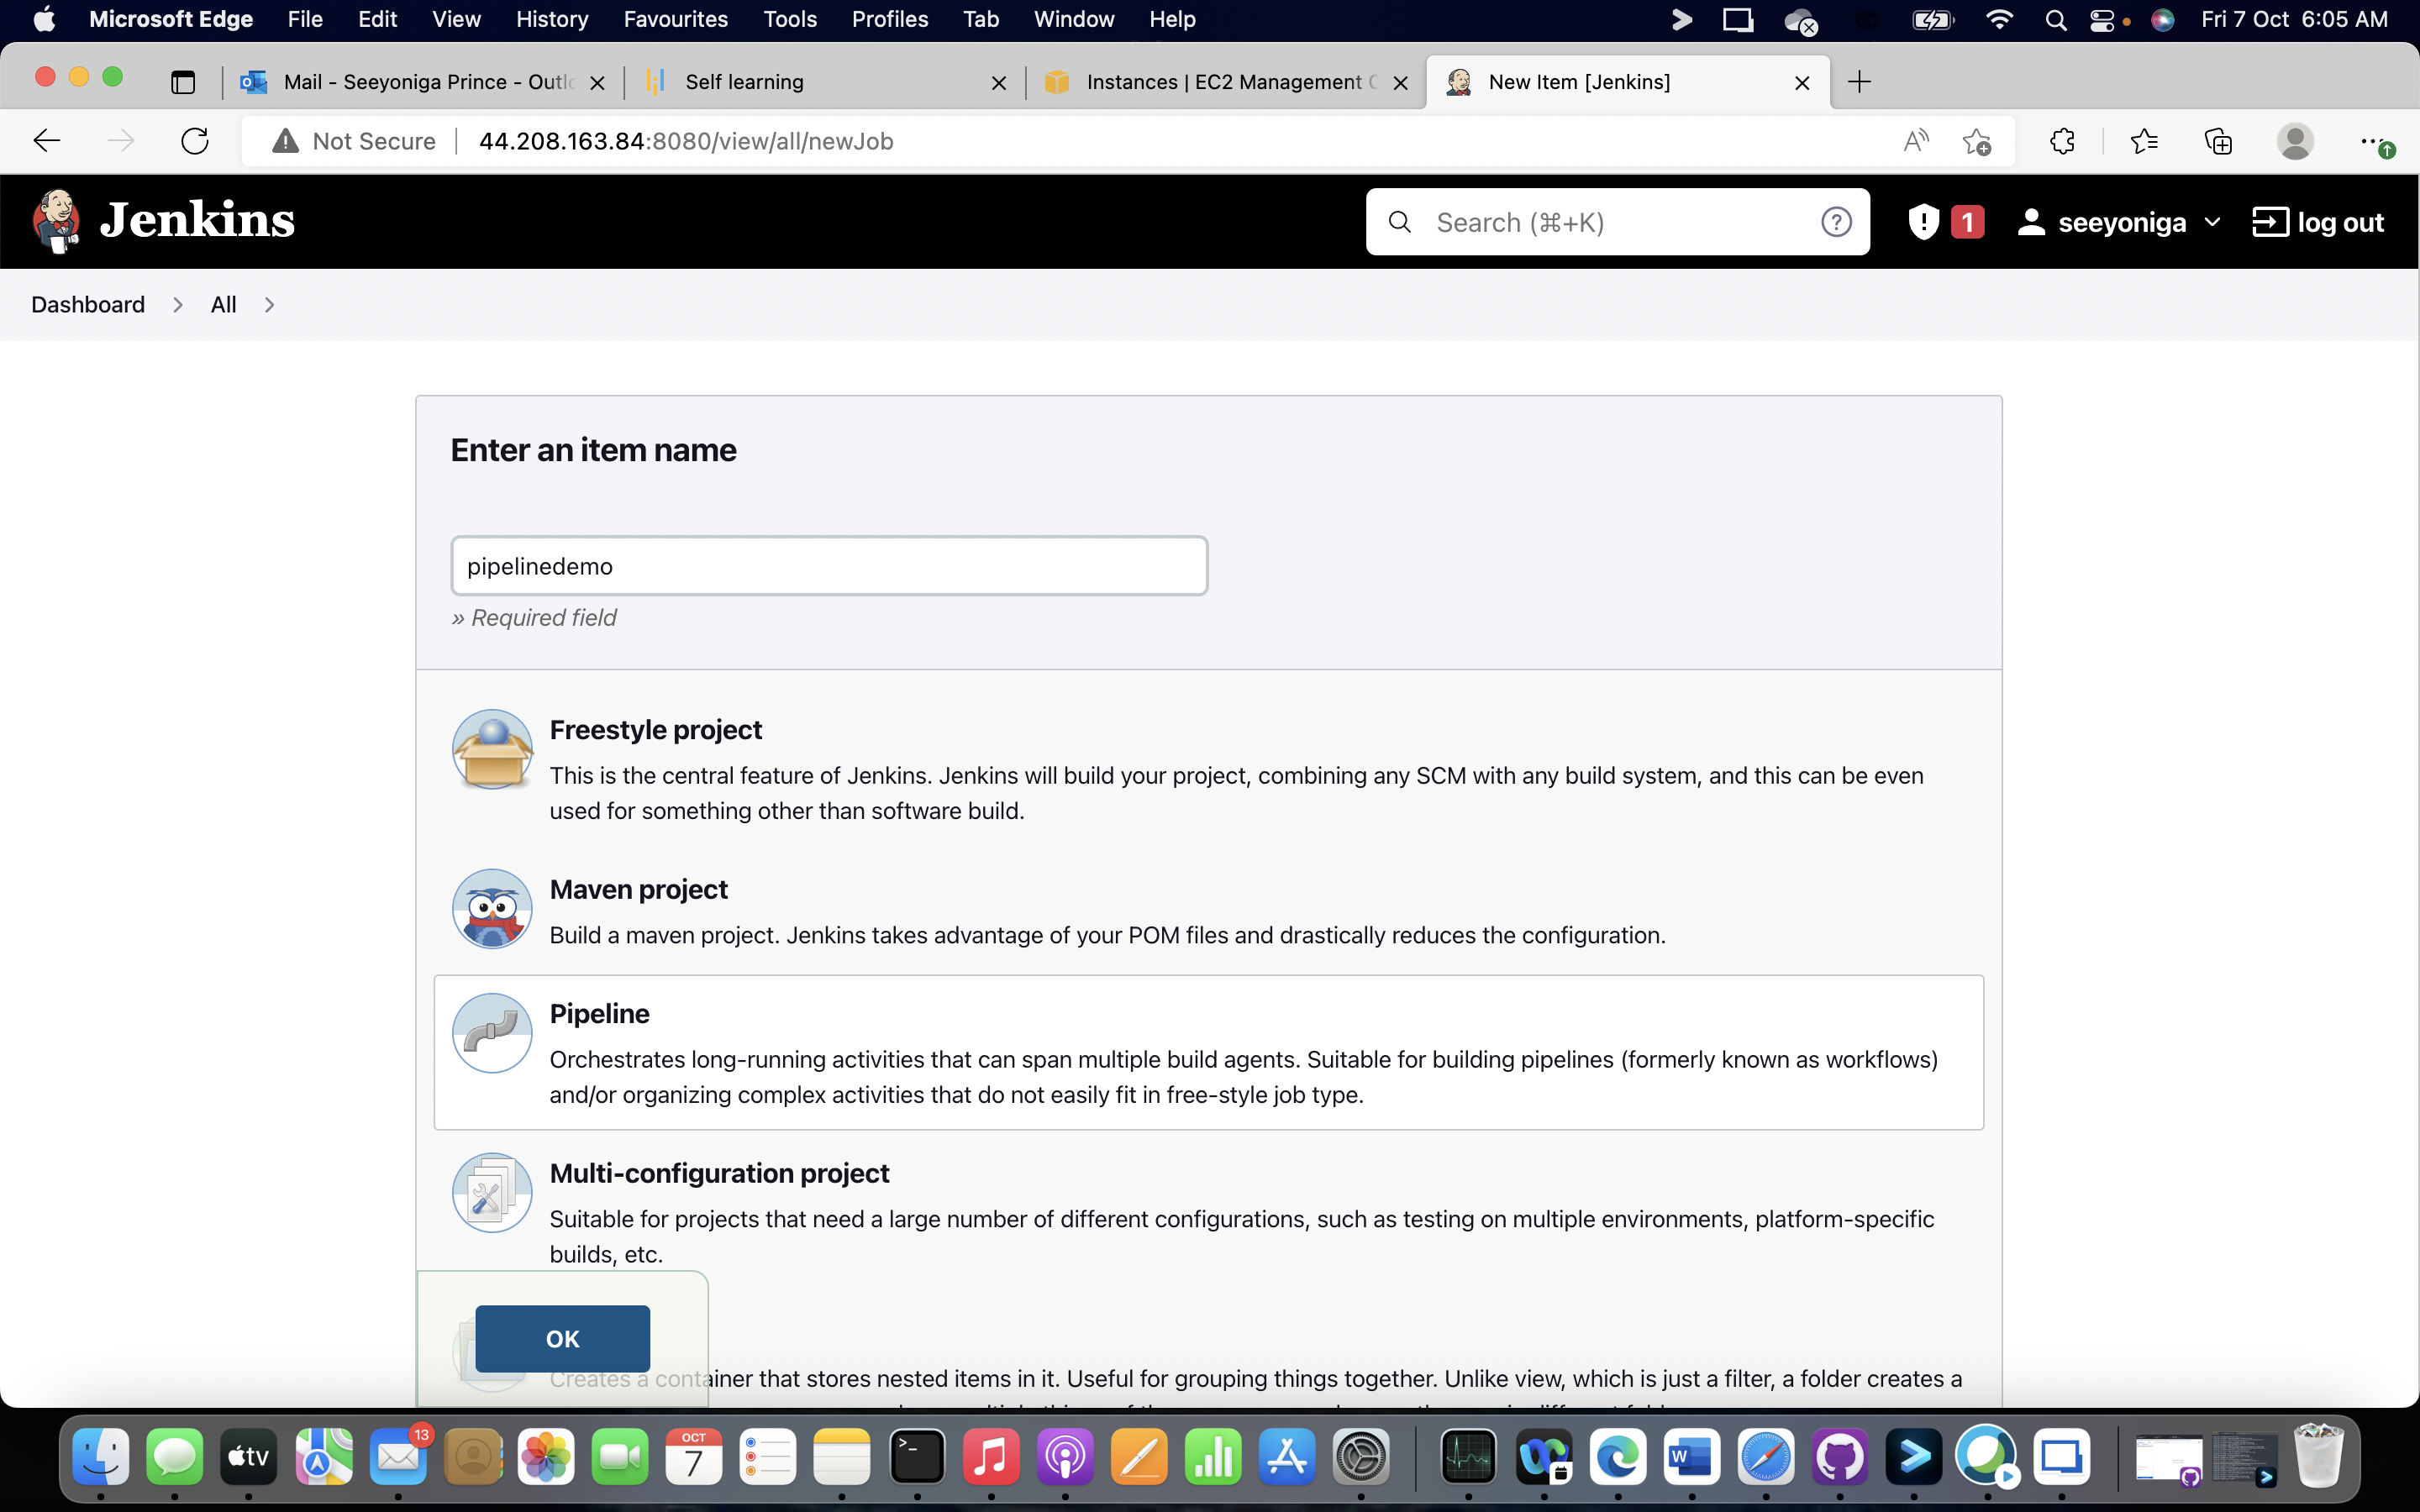 Microsoft Edge File Edit View History Favourites Tools Profiles Tab Window Help Fri 7 Oct 6:05 AM
Mail - Seeyoniga Prince - Outlo Self learning Instances | EC2 Management C New Item [Jenkins]
Not Secure 44.208.163.84:8080/view/all/newJob
Jenkins Search (⌘+K) 1 seeyoniga log out
Dashboard All
Enter an item name
pipelinedemo
» Required field
Freestyle project
This is the central feature of Jenkins. Jenkins will build your project, combining any SCM with any build system, and this can be even
used for something other than software build.
Maven project
Build a maven project. Jenkins takes advantage of your POM files and drastically reduces the configuration.
Pipeline
Orchestrates long-running activities that can span multiple build agents. Suitable for building pipelines (formerly known as workflows)
and/or organizing complex activities that do not easily fit in free-style job type.
Multi-configuration project
Suitable for projects that need a large number of different configurations, such as testing on multiple environments, platform-specific
builds, etc.
OK
Creates a container that stores nested items in it. Useful for grouping things together. Unlike view, which is just a filter, a folder creates a
tv 13 OCT 7 W